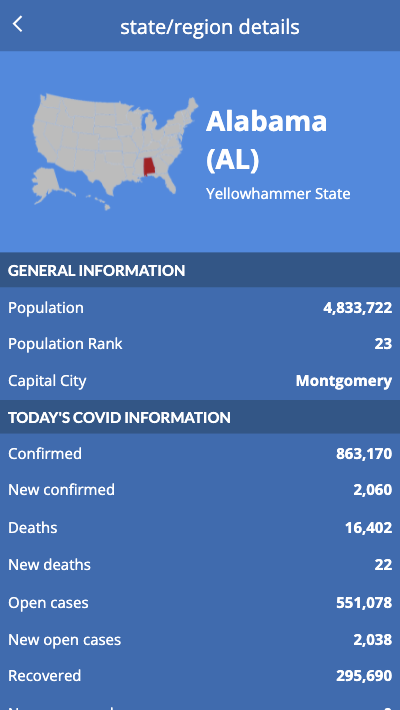 state/region details
Alabama
(AL)
Yellowhammer State
GENERAL INFORMATION
Population 4,833,722
Population Rank 23
Capital City Montgomery
TODAY'S COVID INFORMATION
Confirmed 863,170
New confirmed 2,060
Deaths 16,402
New deaths 22
Open cases 551,078
New open cases 2,038
Recovered 295,690